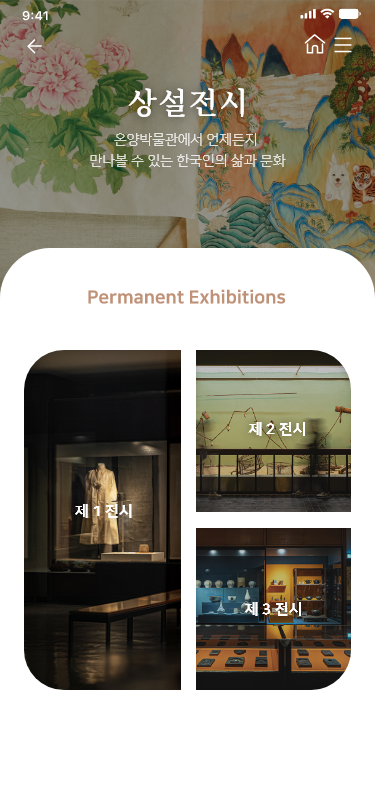 9:41
상설전시
온양박물관에서 언제든지
만나볼 수 있는 한국인의 삶과 문화
Permanent Exhibitions
제 1 전시
제 2 전시
제 3 전시